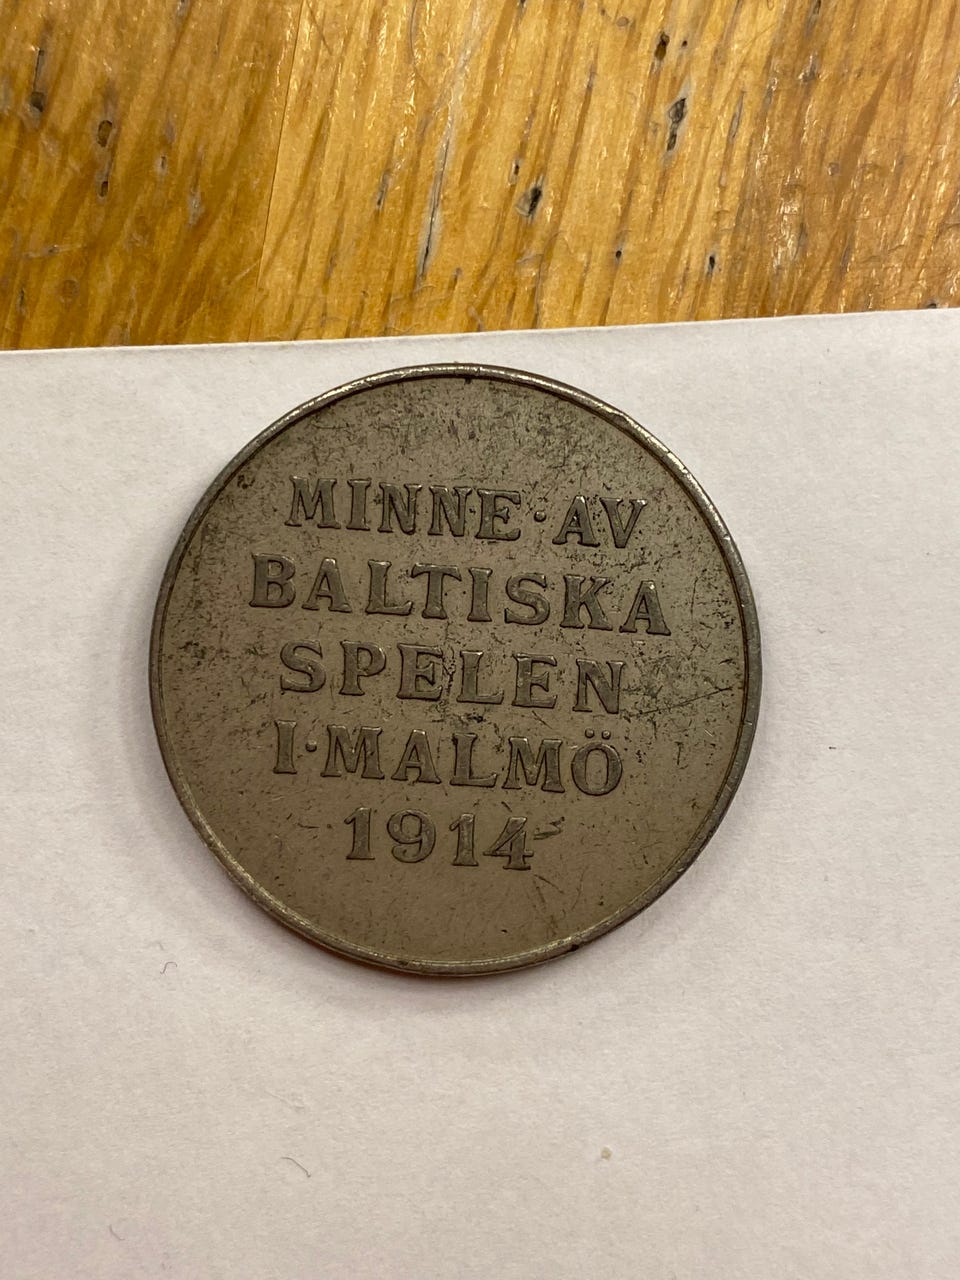 MINNE·AV
BALTISKA
SPELEN
I·MALMÖ
1914